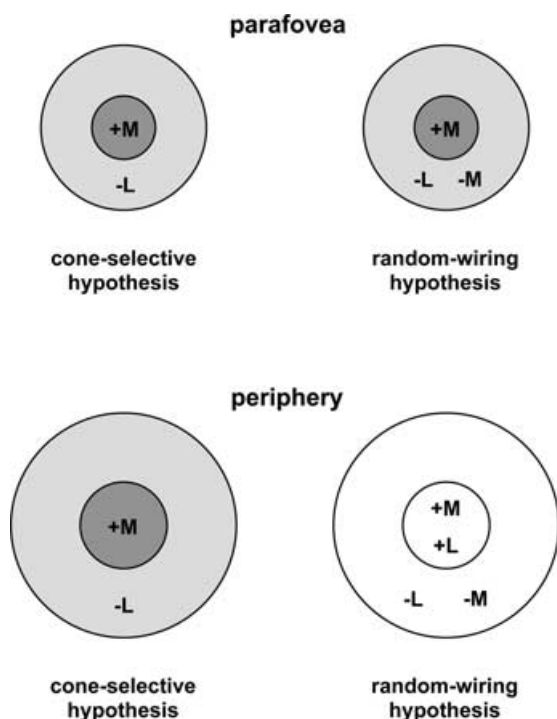 parafovea
+M
+M
-L
-L -M
cone-selective
hypothesis
random-wiring
hypothesis
periphery
+M
+M
+L
-L
-L -M
cone-selective
hypothesis
random-wiring
hypothesis